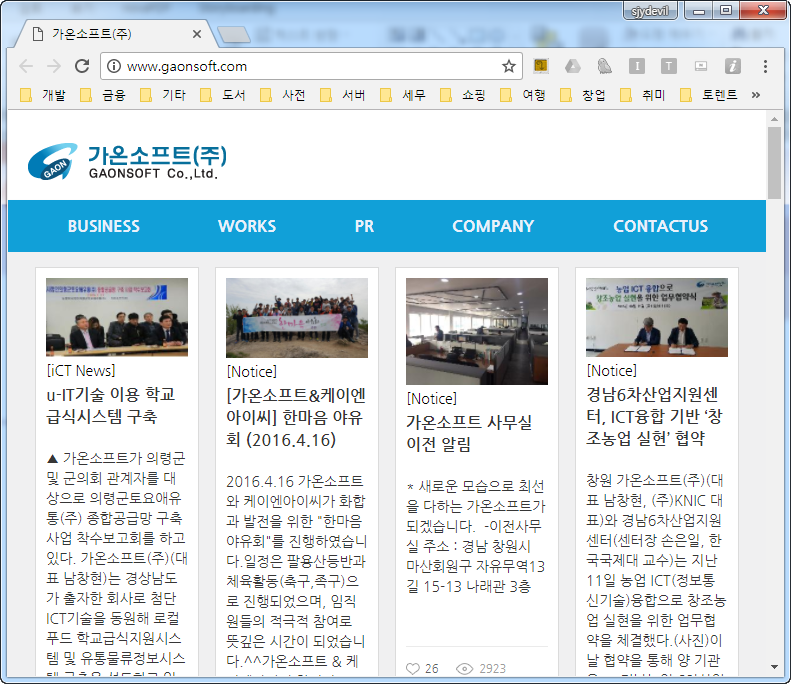 sjydevil
가온소프트(주)
www.gaonsoft.com
개발 금융 기타 도서 사전 서버 세무 쇼핑 여행 창업 취미 토렌트 »
GAON
가온소프트(주)
GAONSOFT Co.,Ltd.
BUSINESS WORKS PR COMPANY CONTACTUS
[iCT News]
u-IT기술 이용 학교
급식시스템 구축
▲ 가온소프트가 의령군
및 군의회 관계자를 대
상으로 의령군토요애유
통(주) 종합공급망 구축
사업 착수보고회를 하고
있다. 가온소프트(주)(대
표 남창현)는 경상남도
가 출자한 회사로 첨단
ICT기술을 동원해 로컬
푸드 학교급식지원시스
템 및 유통물류정보시스
[Notice]
[가온소프트&케이엔
아이씨] 한마음 야유
회 (2016.4.16)
2016.4.16 가온소프트
와 케이엔아이씨가 화합
과 발전을 위한 "한마음
야유회"를 진행하였습니
다.일정은 팔용산등반과
체육활동(축구,족구)으
로 진행되었으며, 임직
원들의 적극적 참여로
뜻깊은 시간이 되었습니
다.^^가온소프트 & 케
[Notice]
가온소프트 사무실
이전 알림
* 새로운 모습으로 최선
을 다하는 가온소프트가
되겠습니다. -이전사무
실 주소 : 경남 창원시
마산회원구 자유무역13
길 15-13 나래관 3층
26 2923
농업 ICT 융합으로
창조농업 실현을 위한 업무협약식
[Notice]
경남6차산업지원센
터, ICT융합 기반 ‘창
조농업 실현’ 협약
창원 가온소프트(주)(대
표 남창현, (주)KNIC 대
표)와 경남6차산업지원
센터(센터장 손은일, 한
국국제대 교수)는 지난
11일 농업 ICT(정보통
신기술)융합으로 창조농
업 실현을 위한 업무협
약을 체결했다.(사진)이
날 협약을 통해 양 기관